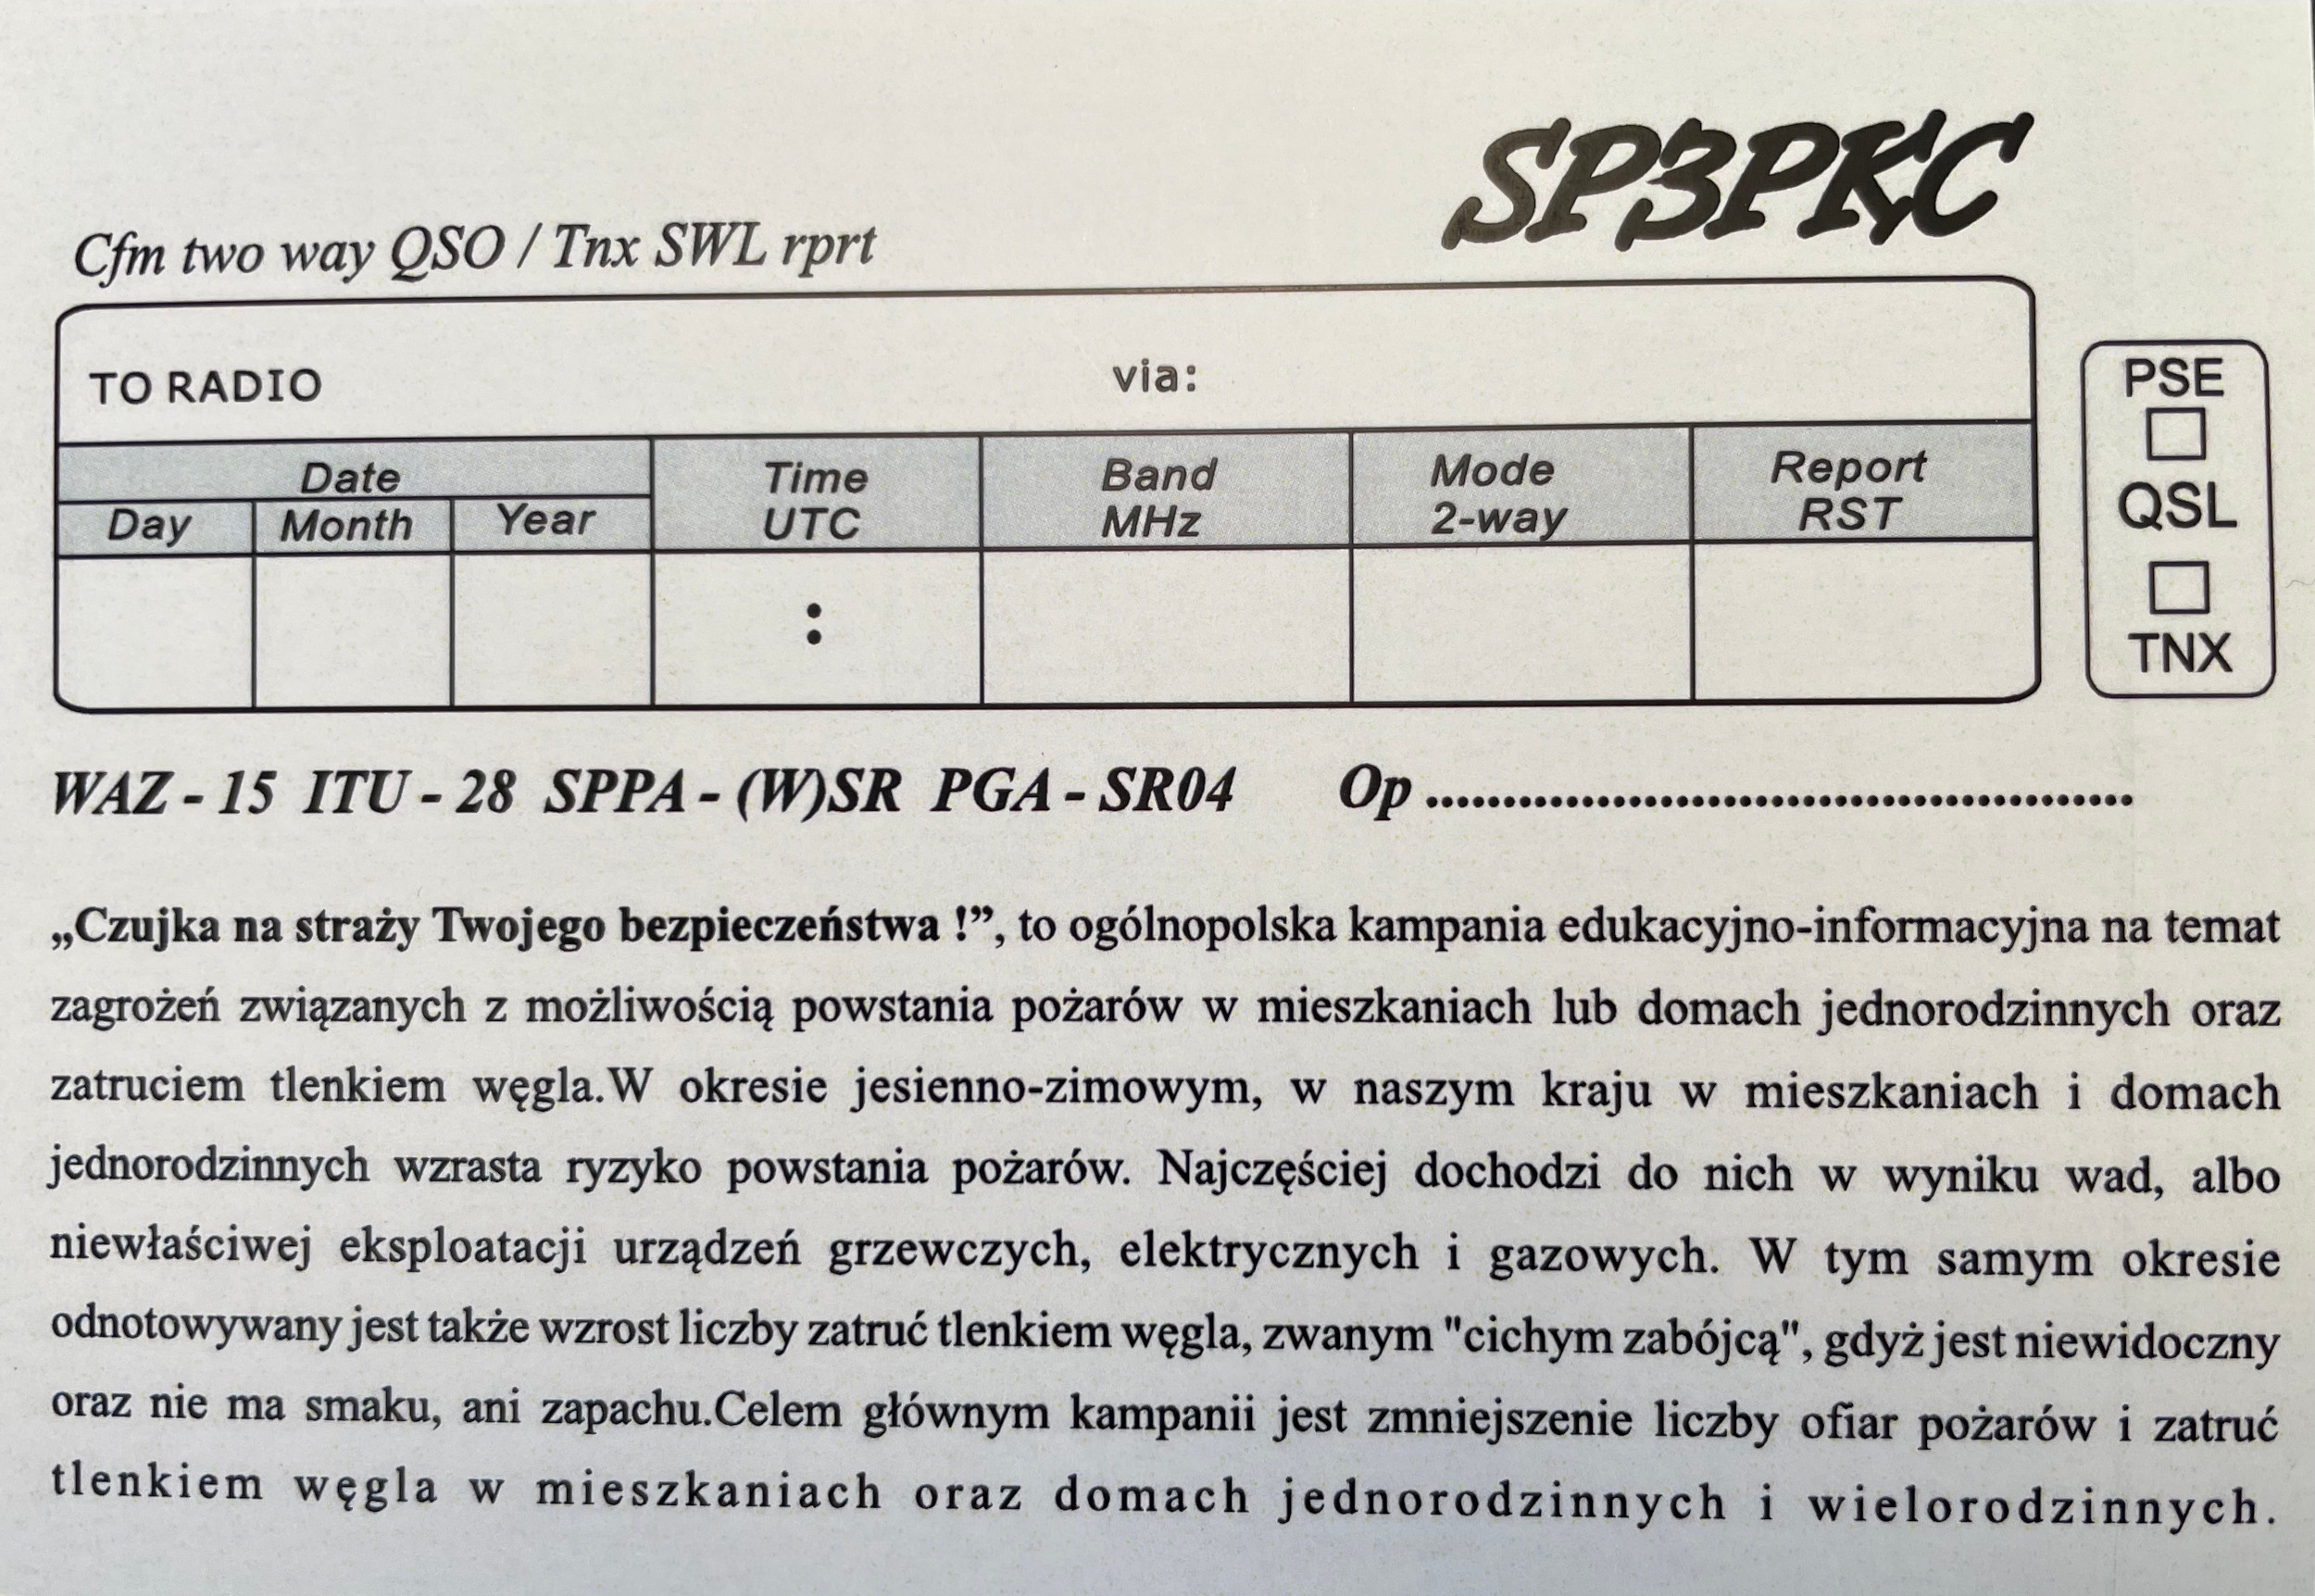 SP3PKC
Cfm two way QSO / Tnx SWL rprt
TO RADIO via:
Date Time Band Mode Report
Day Month Year UTC MHz 2-way RST
:
PSE
QSL
TNX
WAZ - 15 ITU - 28 SPPA - (W)SR PGA - SR04 Op ..............................................
„Czujka na straży Twojego bezpieczeństwa !”, to ogólnopolska kampania edukacyjno-informacyjna na temat
zagrożeń związanych z możliwością powstania pożarów w mieszkaniach lub domach jednorodzinnych oraz
zatruciem tlenkiem węgla.W okresie jesienno-zimowym, w naszym kraju w mieszkaniach i domach
jednorodzinnych wzrasta ryzyko powstania pożarów. Najczęściej dochodzi do nich w wyniku wad, albo
niewłaściwej eksploatacji urządzeń grzewczych, elektrycznych i gazowych. W tym samym okresie
odnotowywany jest także wzrost liczby zatruć tlenkiem węgla, zwanym "cichym zabójcą", gdyż jest niewidoczny
oraz nie ma smaku, ani zapachu.Celem głównym kampanii jest zmniejszenie liczby ofiar pożarów i zatruć
tlenkiem węgla w mieszkaniach oraz domach jednorodzinnych i wielorodzinnych.